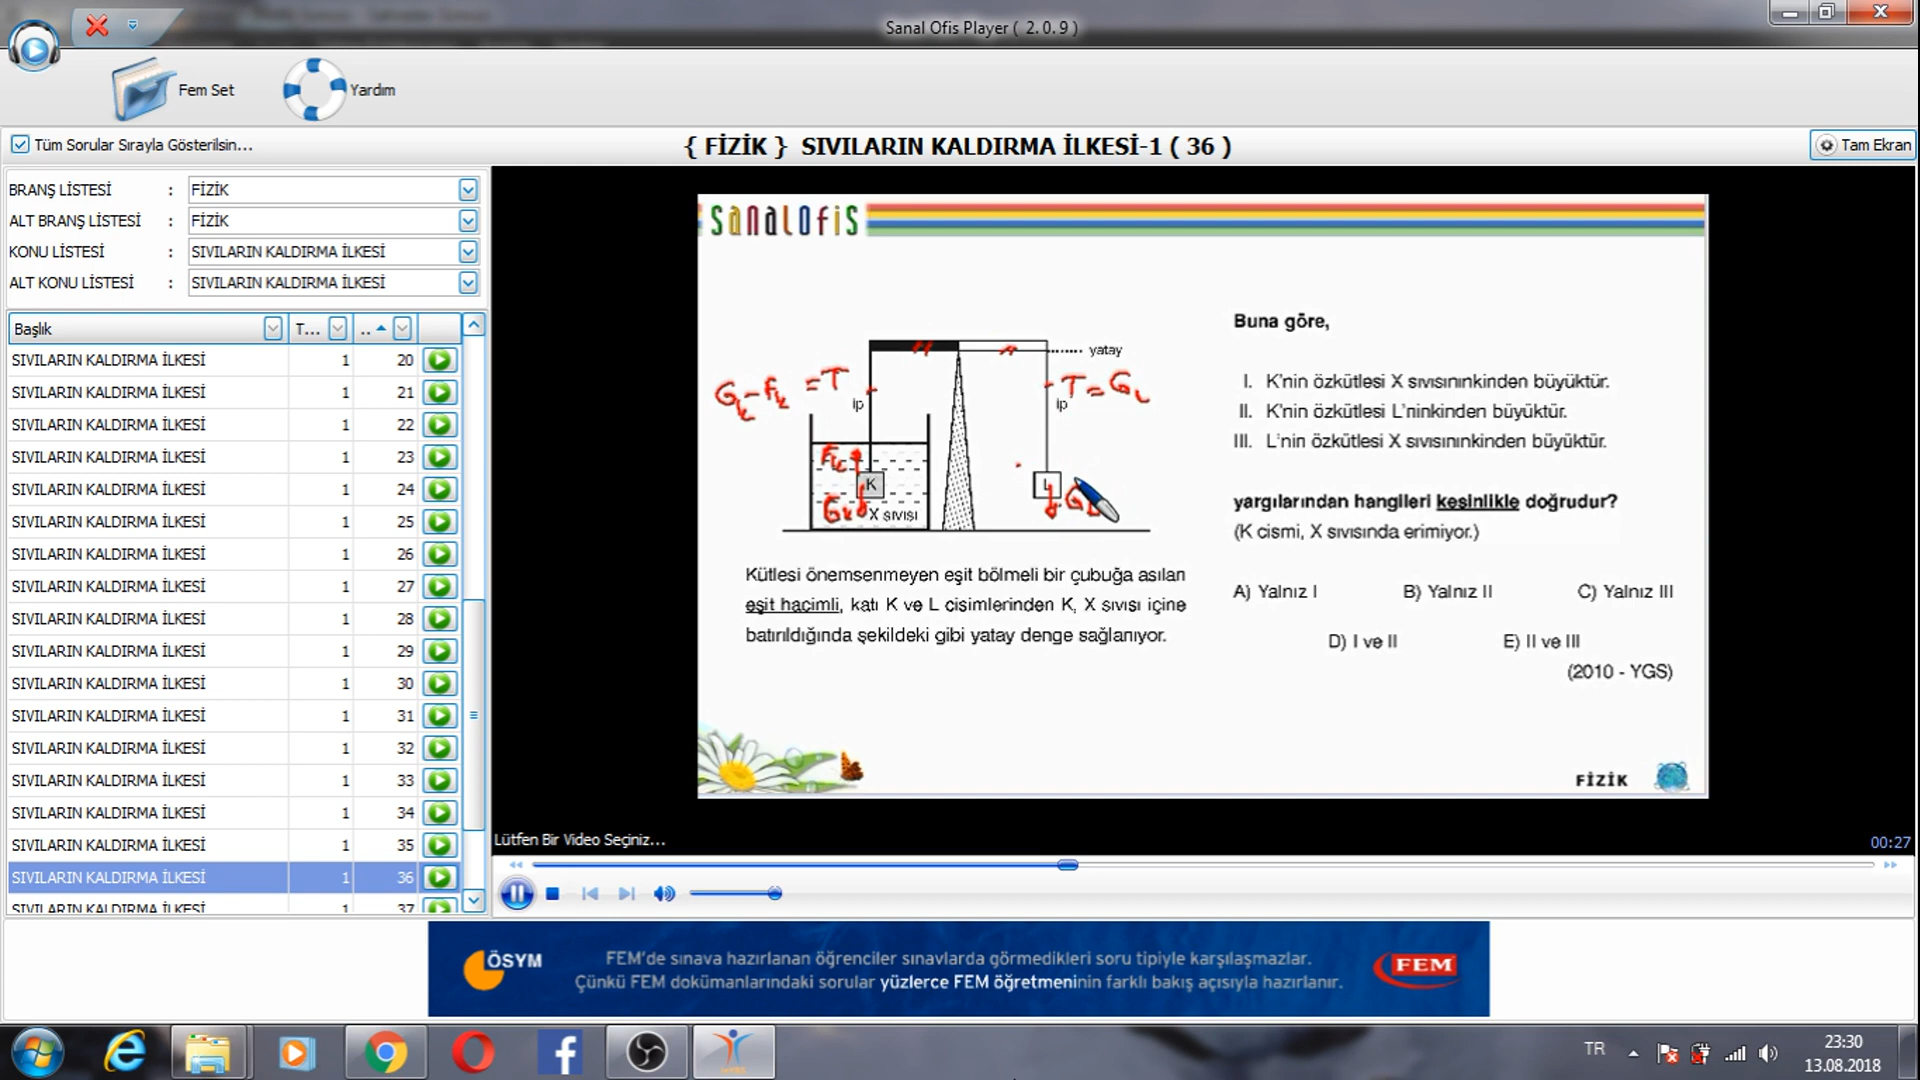 Sanal Ofis Player ( 2.0.9 )
Fem Set
Yardım
Tüm Sorular Sırayla Gösterilsin...
{ FİZİK } SIVILARIN KALDIRMA İLKESİ-1 ( 36 )
Tam Ekran
BRANŞ LİSTESİ : FİZİK
ALT BRANŞ LİSTESİ : FİZİK
KONU LİSTESİ : SIVILARIN KALDIRMA İLKESİ
ALT KONU LİSTESİ : SIVILARIN KALDIRMA İLKESİ
Başlık T... ..
SIVILARIN KALDIRMA İLKESİ 1 20
SIVILARIN KALDIRMA İLKESİ 1 21
SIVILARIN KALDIRMA İLKESİ 1 22
SIVILARIN KALDIRMA İLKESİ 1 23
SIVILARIN KALDIRMA İLKESİ 1 24
SIVILARIN KALDIRMA İLKESİ 1 25
SIVILARIN KALDIRMA İLKESİ 1 26
SIVILARIN KALDIRMA İLKESİ 1 27
SIVILARIN KALDIRMA İLKESİ 1 28
SIVILARIN KALDIRMA İLKESİ 1 29
SIVILARIN KALDIRMA İLKESİ 1 30
SIVILARIN KALDIRMA İLKESİ 1 31
SIVILARIN KALDIRMA İLKESİ 1 32
SIVILARIN KALDIRMA İLKESİ 1 33
SIVILARIN KALDIRMA İLKESİ 1 34
SIVILARIN KALDIRMA İLKESİ 1 35
SIVILARIN KALDIRMA İLKESİ 1 36
SIVILARIN KALDIRMA İLKESİ 1 37
SANALOFİS
yatay
GK - FK = T
T = GL
ip
ip
FK
K
L
GK
GL
X sıvısı
Kütlesi önemsenmeyen eşit bölmeli bir çubuğa asılan
eşit hacimli, katı K ve L cisimlerinden K, X sıvısı içine
batırıldığında şekildeki gibi yatay denge sağlanıyor.
Buna göre,
I. K'nin özkütlesi X sıvısınınkinden büyüktür.
II. K'nin özkütlesi L'ninkinden büyüktür.
III. L'nin özkütlesi X sıvısınınkinden büyüktür.
yargılarından hangileri kesinlikle doğrudur?
(K cismi, X sıvısında erimiyor.)
A) Yalnız I B) Yalnız II C) Yalnız III
D) I ve II E) II ve III
(2010 - YGS)
FİZİK
Lütfen Bir Video Seçiniz...
00:27
ÖSYM
FEM'de sınava hazırlanan öğrenciler sınavlarda görmedikleri soru tipiyle karşılaşmazlar.
Çünkü FEM dokümanlarındaki sorular yüzlerce FEM öğretmeninin farklı bakış açısıyla hazırlanır.
FEM
TR
23:30
13.08.2018